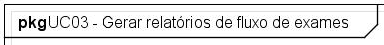 pkgUC03 - Gerar relatórios de fluxo de exames